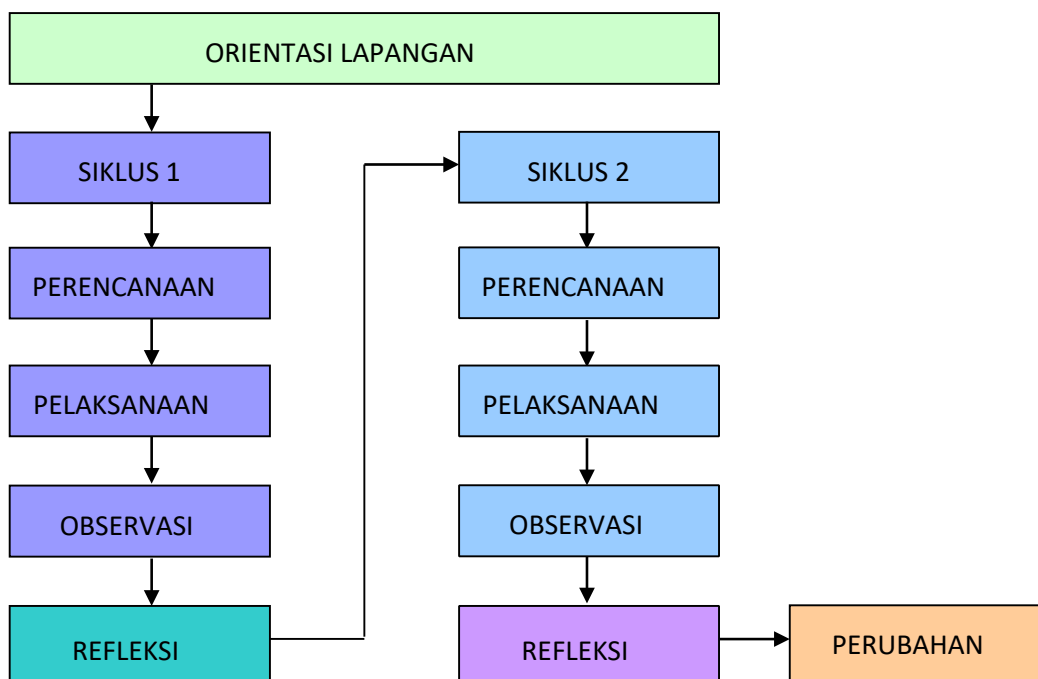 ORIENTASI LAPANGAN
SIKLUS 1
PERENCANAAN
PELAKSANAAN
OBSERVASI
REFLEKSI
SIKLUS 2
PERENCANAAN
PELAKSANAAN
OBSERVASI
REFLEKSI
PERUBAHAN